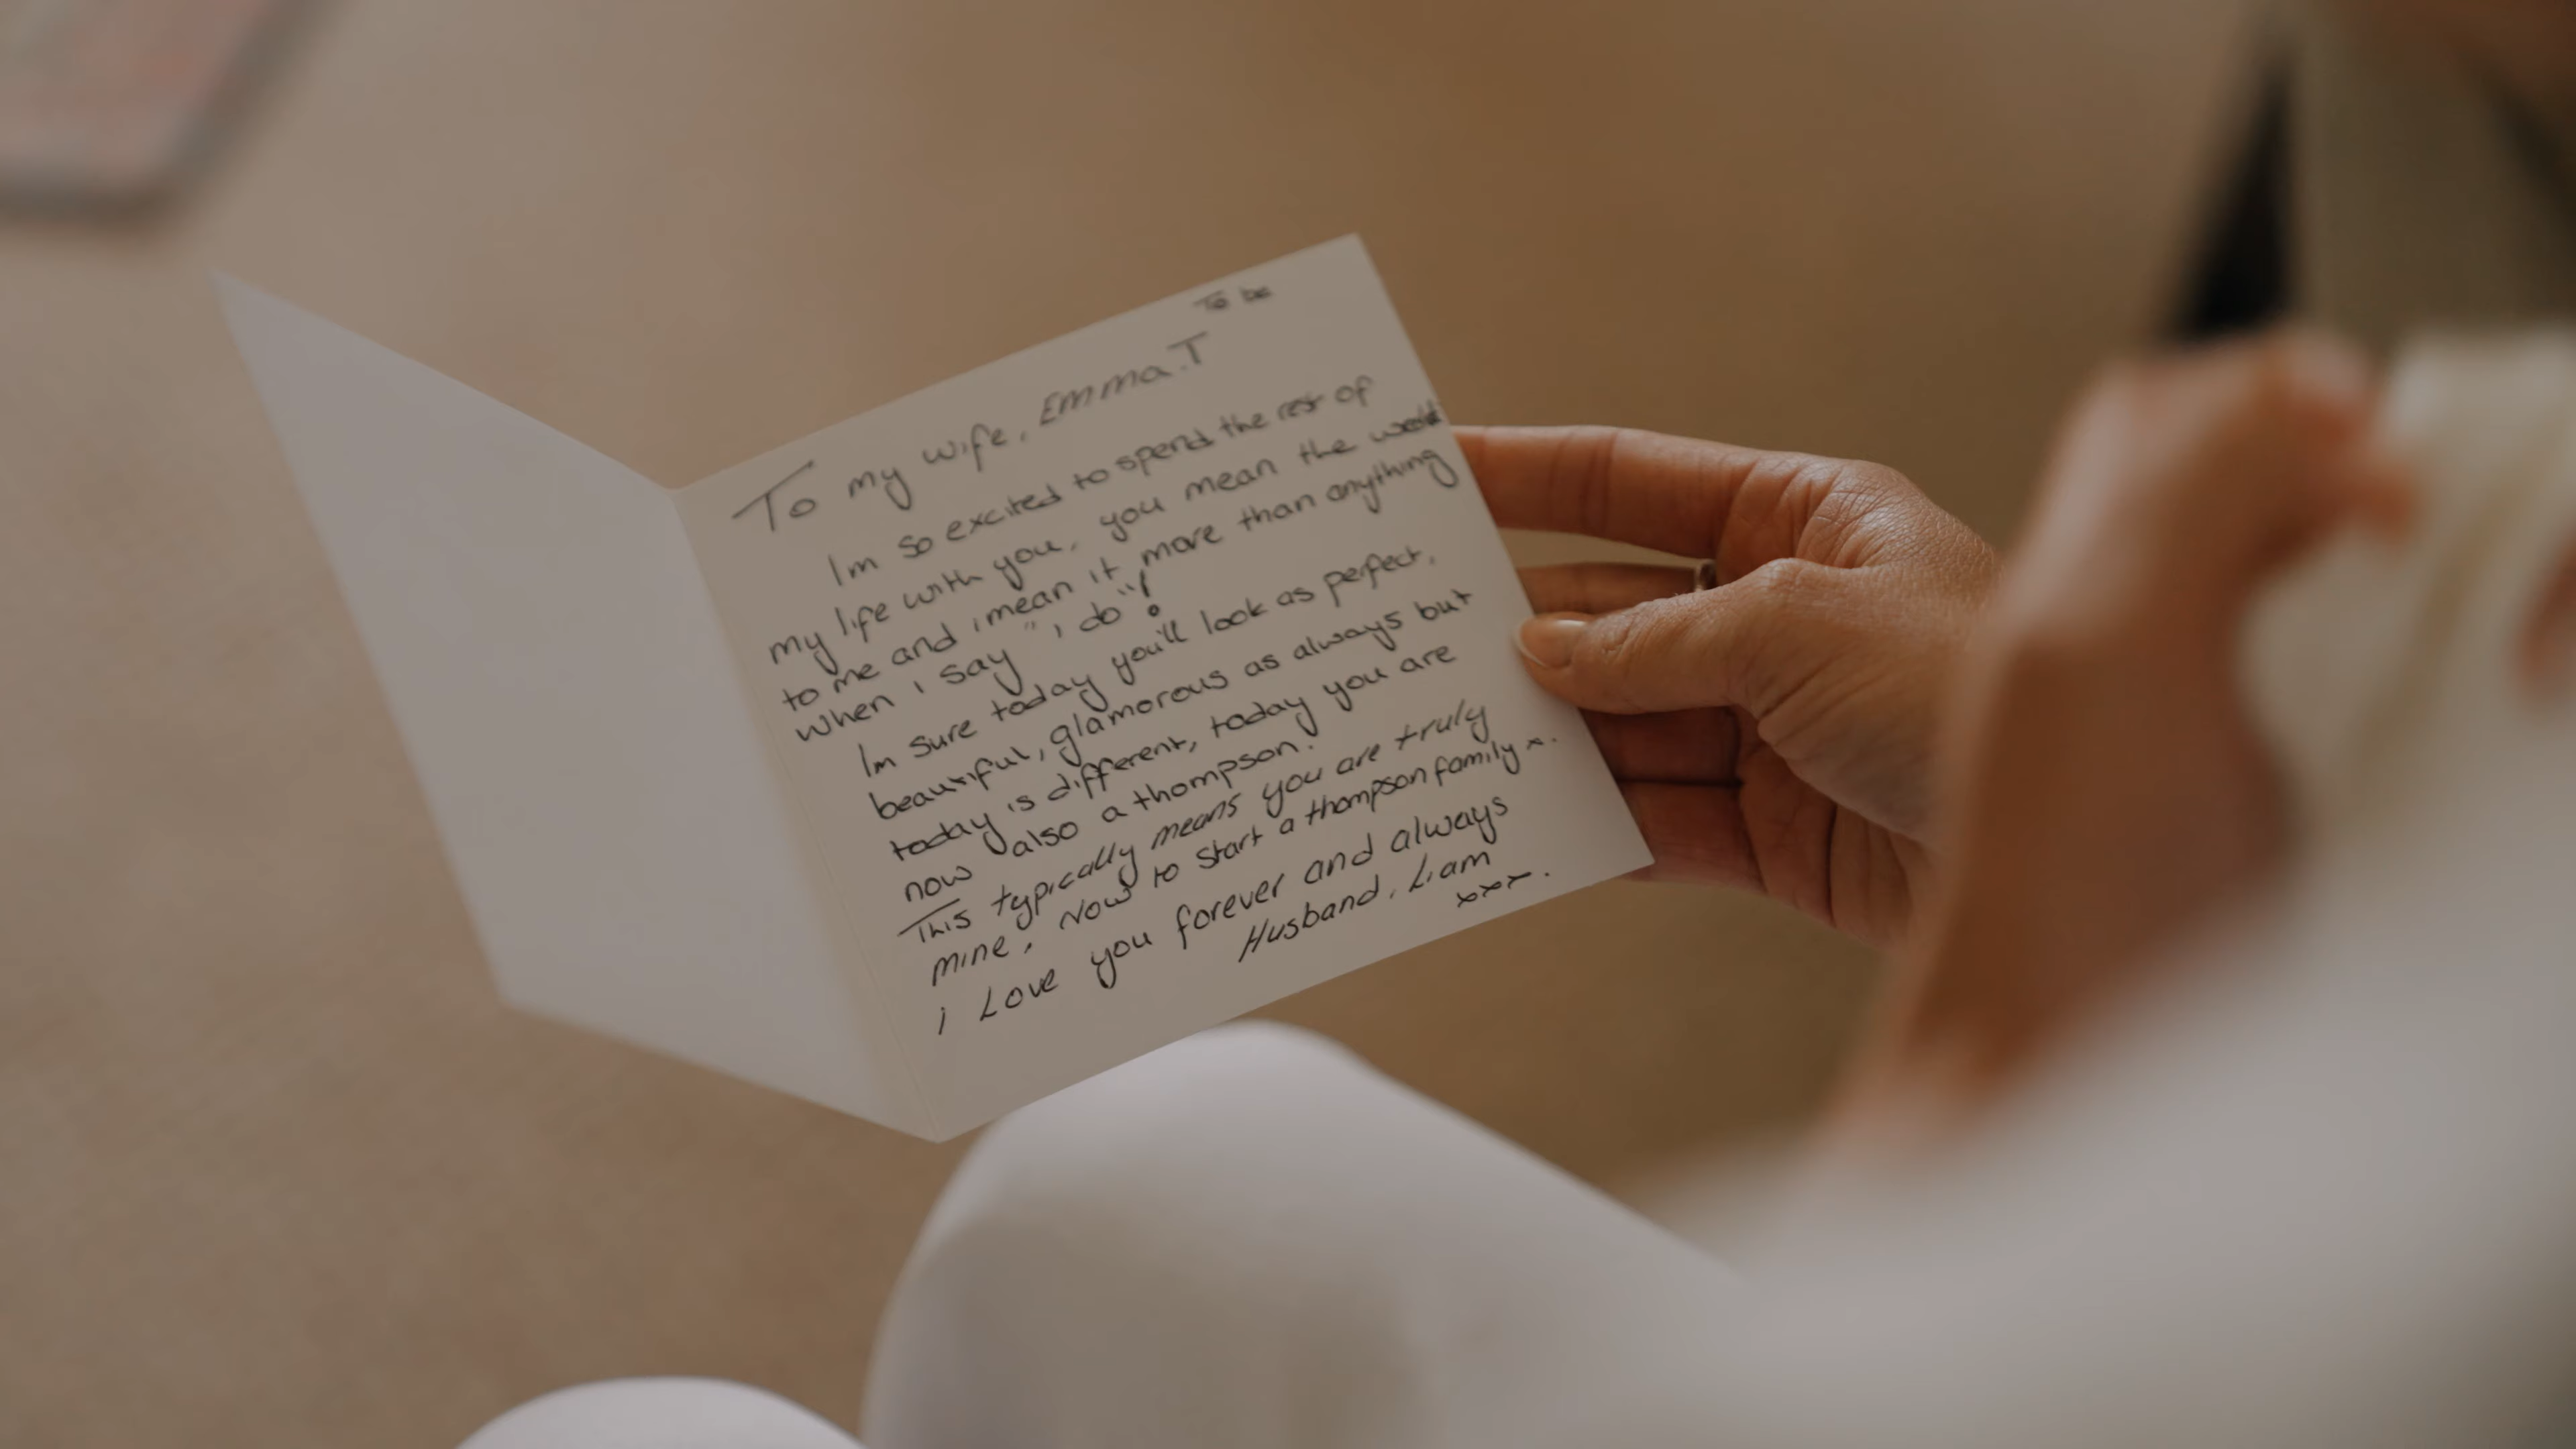 To be
To my wife, Emma.T
Im so excited to spend the rest of
my life with you, you mean the world
to me and i mean it more than anything
when i say "i do"!
Im sure today you'll look as perfect,
beautiful, glamorous as always but
today is different, today you are
now also a thompson.
This typically means you are truly
mine, Now to start a thompson family x.
i Love you forever and always
Husband, Liam
xxx.